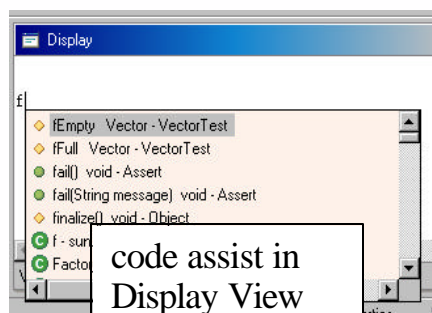 Display
f
fEmpty Vector - VectorTest
fFull Vector - VectorTest
fail() void - Assert
fail(String message) void - Assert
finalize() void - Object
f - sun
Factor
code assist in
Display View